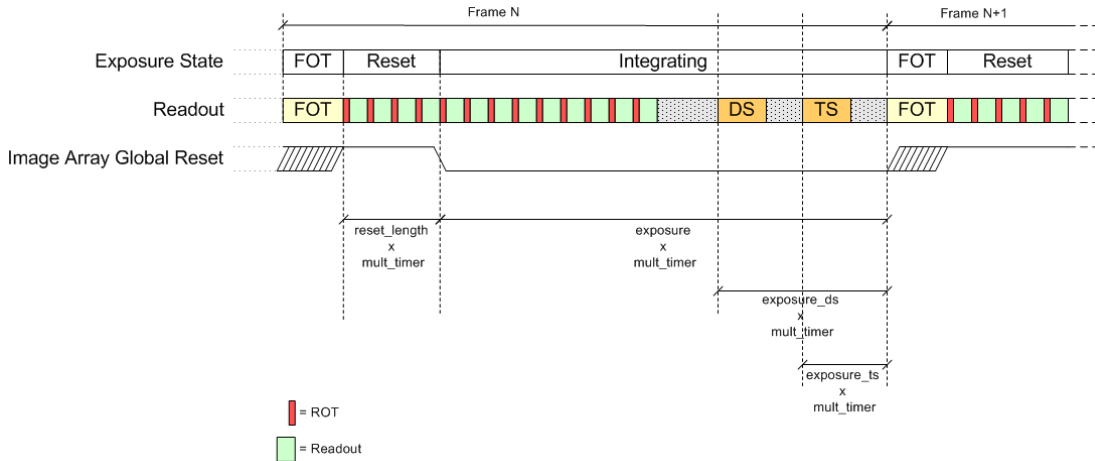 Frame N
Frame N+1
Exposure State
FOT
Reset
Integrating
FOT
Reset
Readout
FOT
DS
TS
FOT
Image Array Global Reset
reset_length
x
mult_timer
exposure
x
mult_timer
exposure_ds
x
mult_timer
exposure_ts
x
mult_timer
= ROT
= Readout